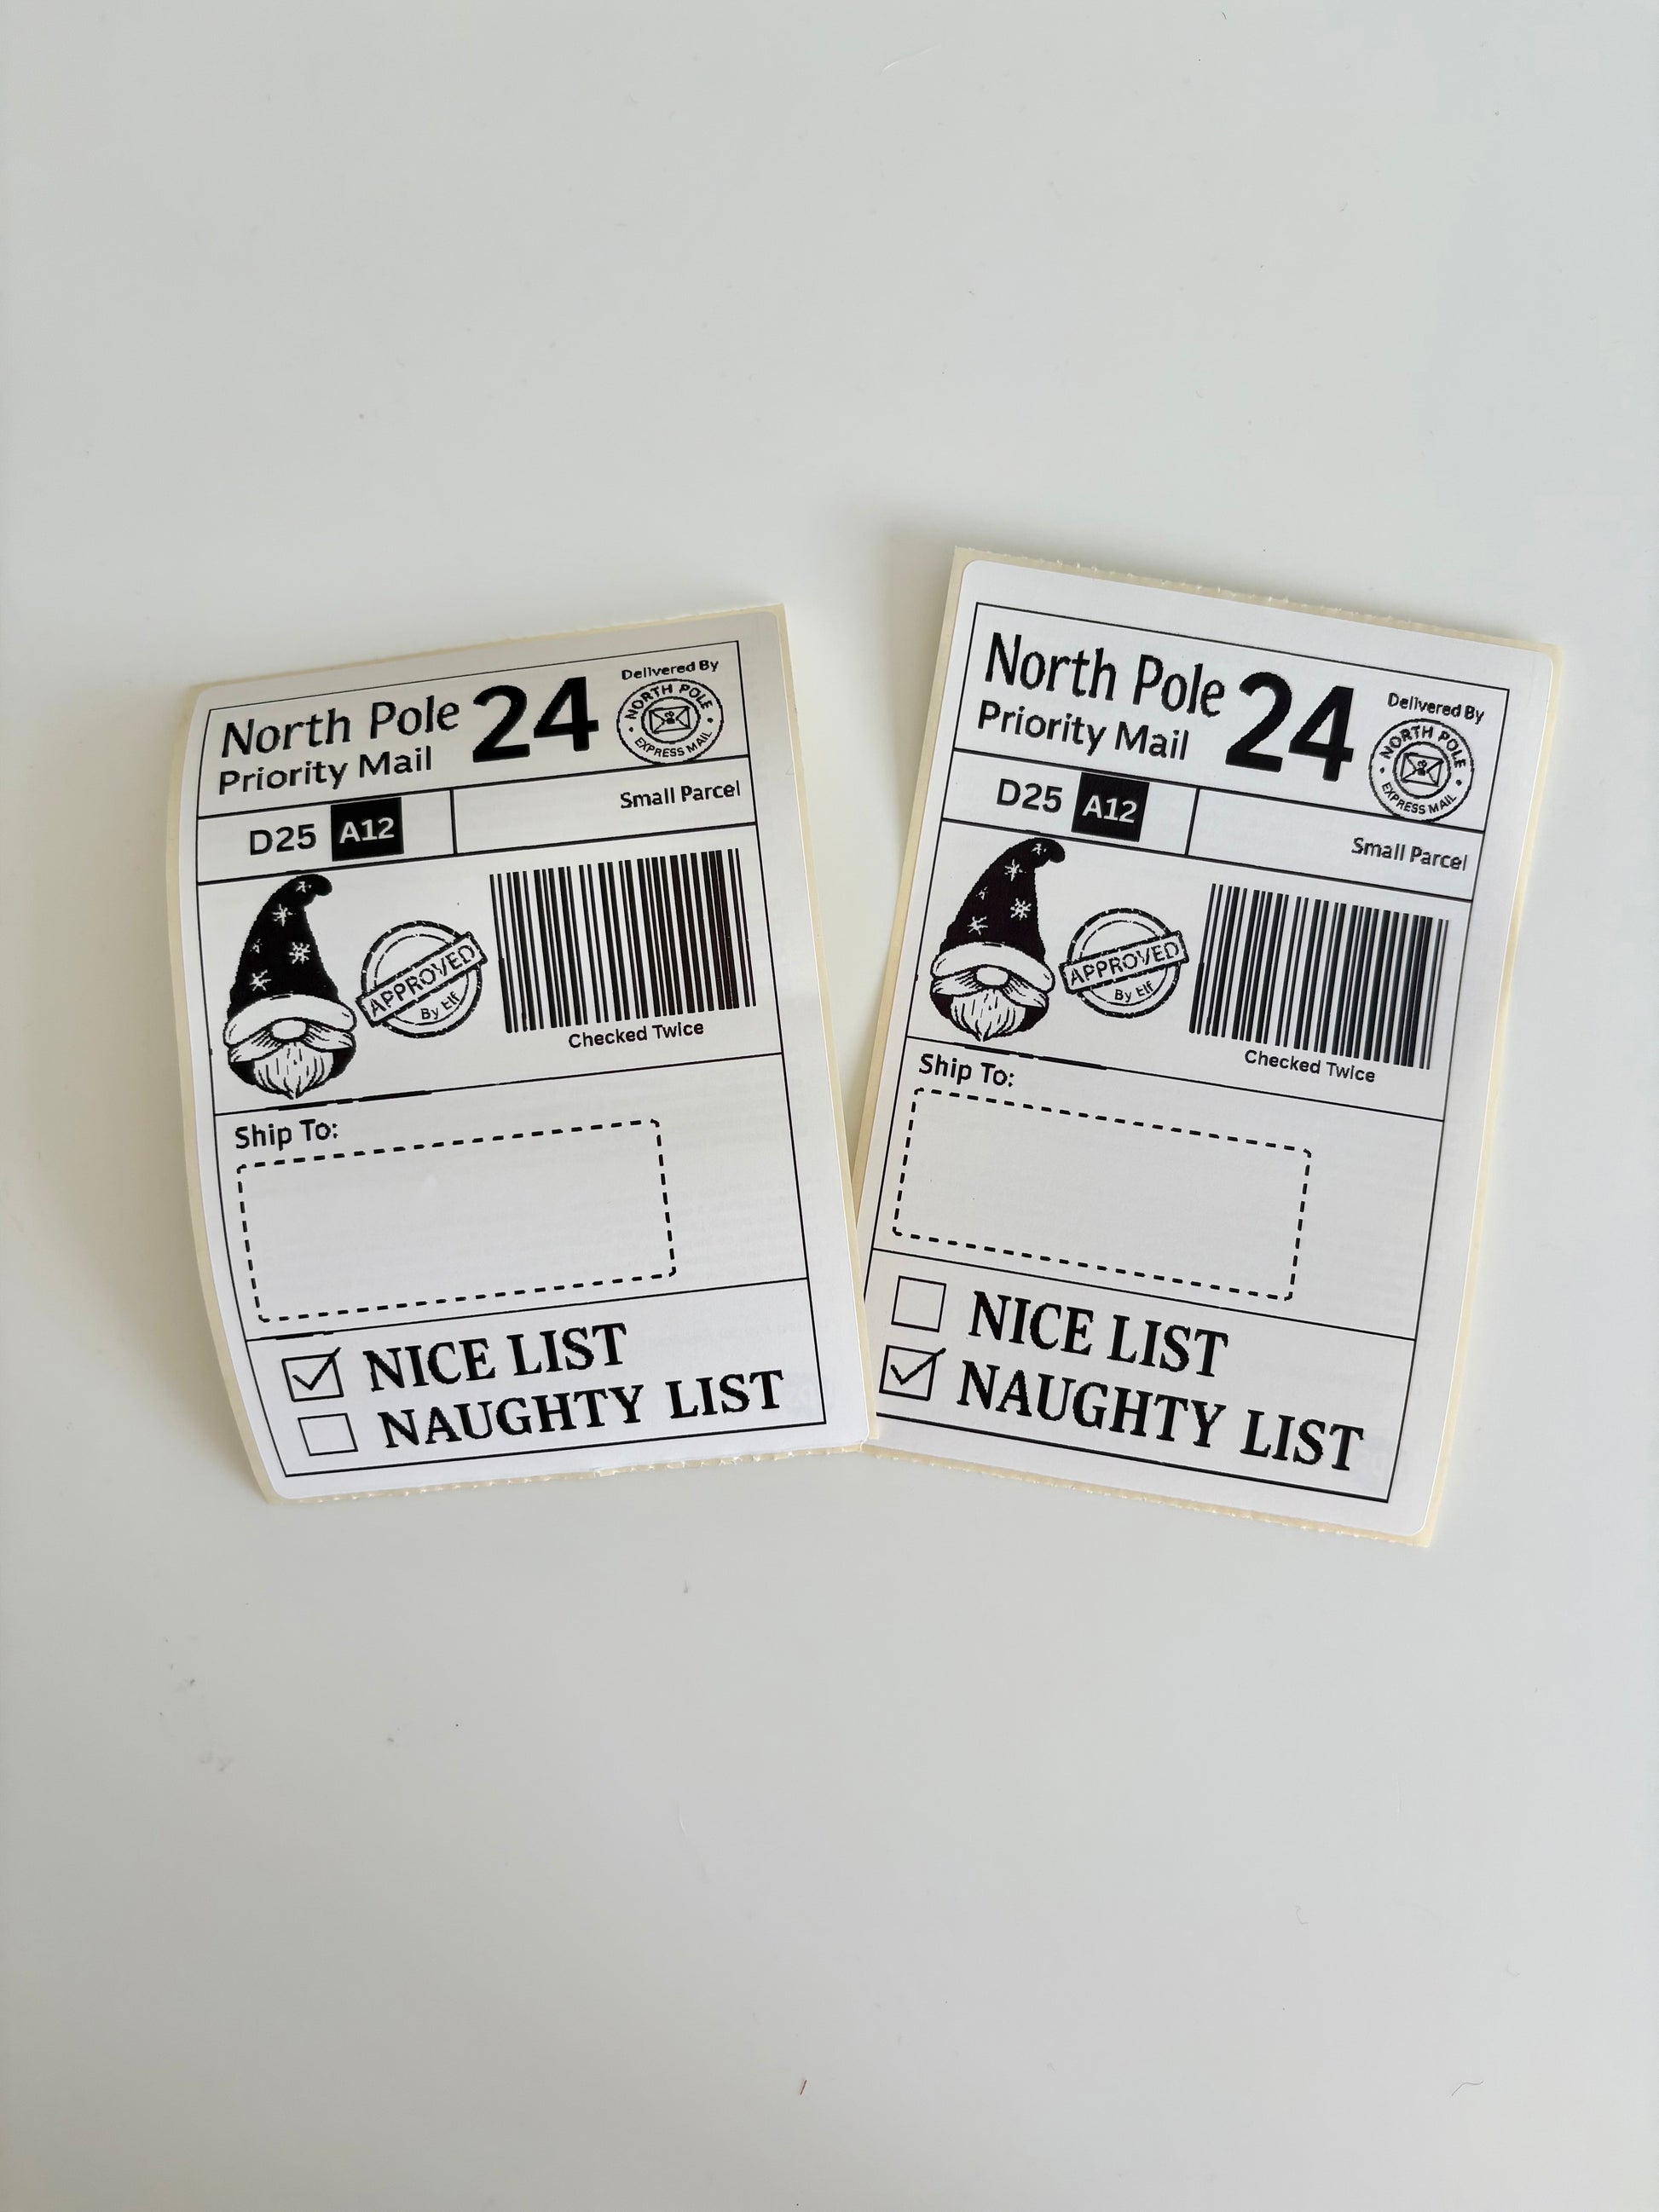 North Pole
Priority Mail
24
Delivered By
NORTH POLE
EXPRESS MAIL
D25 A12
Small Parcel
APPROVED
By Elf
Checked Twice
Ship To:
NICE LIST
NAUGHTY LIST
North Pole
Priority Mail
24
Delivered By
NORTH POLE
EXPRESS MAIL
D25 A12
Small Parcel
APPROVED
By Elf
Checked Twice
Ship To:
NICE LIST
NAUGHTY LIST